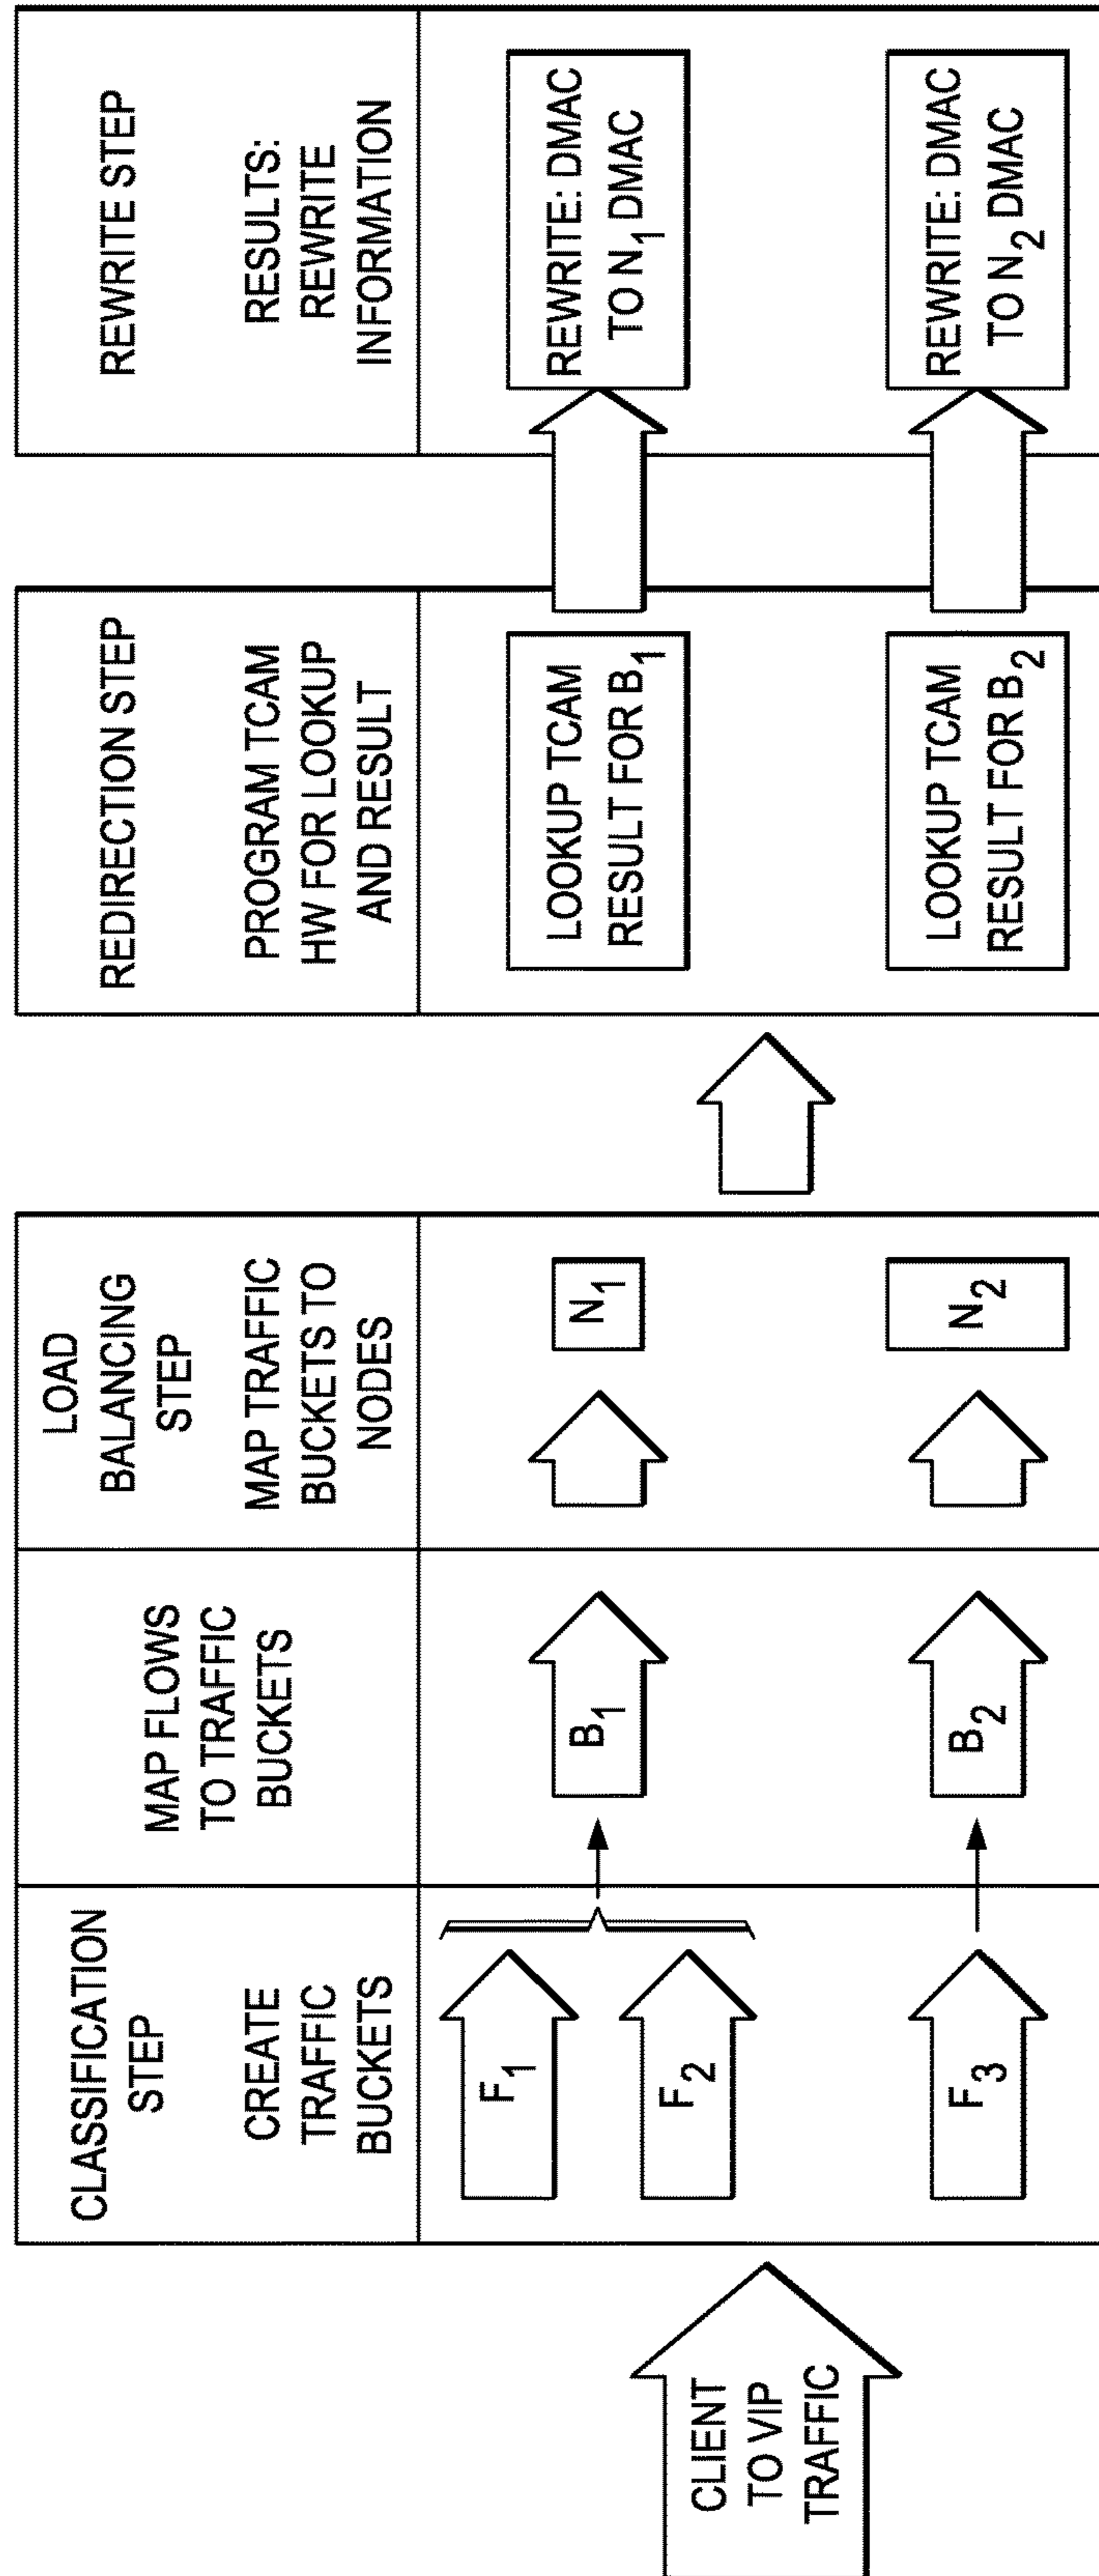 CLIENT
TO VIP
TRAFFIC
CLASSIFICATION
STEP
CREATE
TRAFFIC
BUCKETS
F1
F2
F3
MAP FLOWS
TO TRAFFIC
BUCKETS
B1
B2
LOAD
BALANCING
STEP
MAP TRAFFIC
BUCKETS TO
NODES
N1
N2
REDIRECTION STEP
PROGRAM TCAM
HW FOR LOOKUP
AND RESULT
LOOKUP TCAM
RESULT FOR B1
LOOKUP TCAM
RESULT FOR B2
REWRITE STEP
RESULTS:
REWRITE
INFORMATION
REWRITE: DMAC
TO N1 DMAC
REWRITE: DMAC
TO N2 DMAC